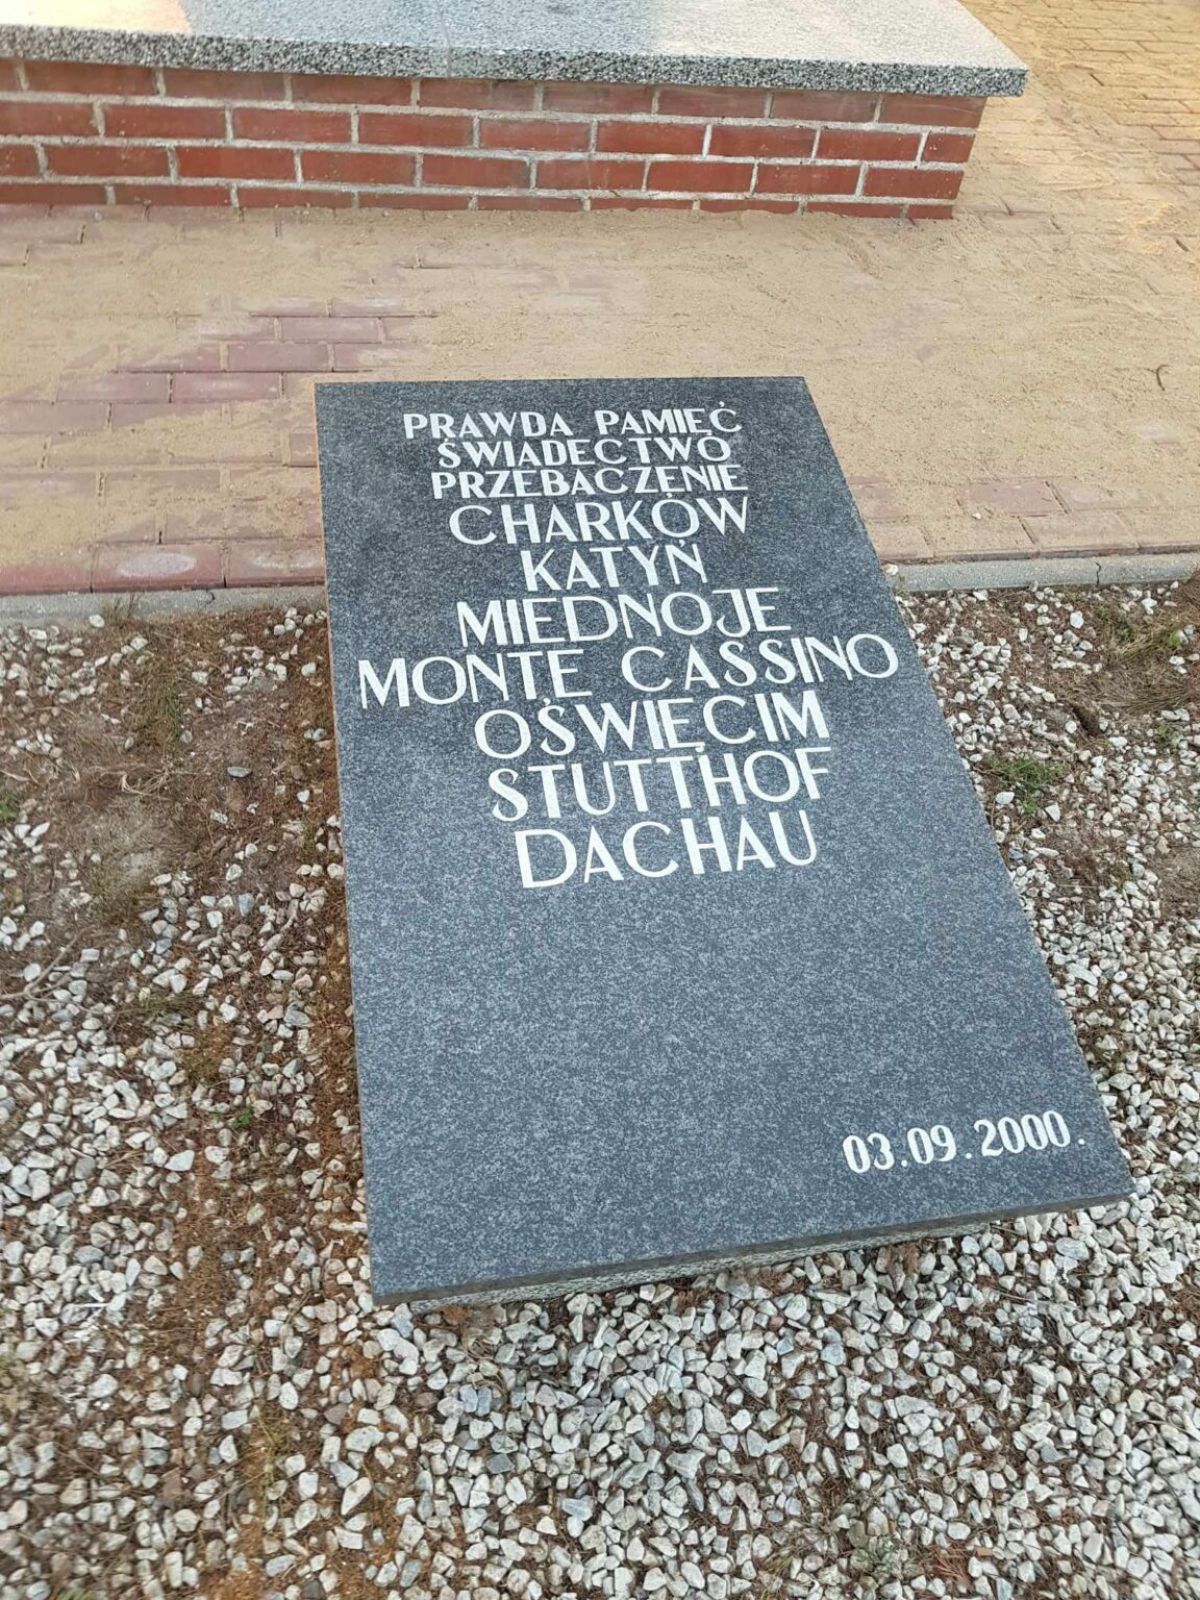 PRAWDA PAMIĘĆ
ŚWIADECTWO
PRZEBACZENIE
CHARKÓW
KATYŃ
MIEDNOJE
MONTE CASSINO
OŚWIĘCIM
STUTTHOF
DACHAU
03.09.2000.